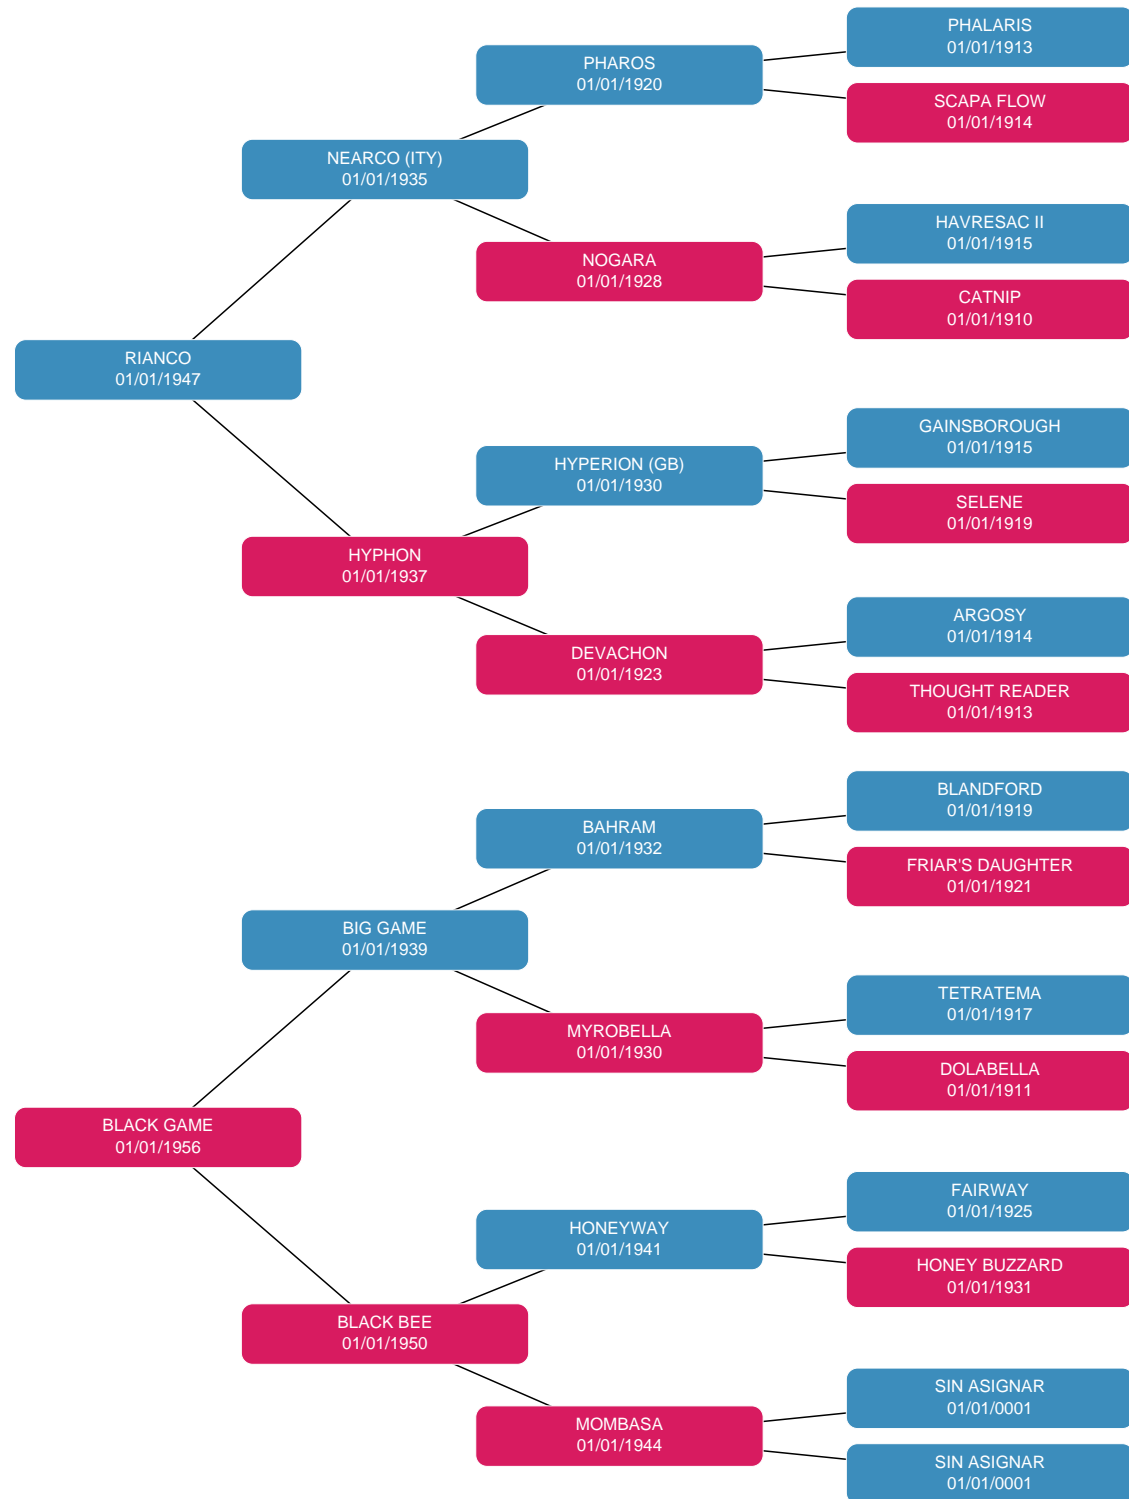 PHALARIS
01/01/1913
PHAROS
01/01/1920
SCAPA FLOW
01/01/1914
NEARCO (ITY)
01/01/1935
HAVRESAC II
01/01/1915
NOGARA
01/01/1928
CATNIP
01/01/1910
RIANCO
01/01/1947
GAINSBOROUGH
01/01/1915
HYPERION (GB)
01/01/1930
SELENE
01/01/1919
HYPHON
01/01/1937
ARGOSY
01/01/1914
DEVACHON
01/01/1923
THOUGHT READER
01/01/1913
BLANDFORD
01/01/1919
BAHRAM
01/01/1932
FRIAR'S DAUGHTER
01/01/1921
BIG GAME
01/01/1939
TETRATEMA
01/01/1917
MYROBELLA
01/01/1930
DOLABELLA
01/01/1911
BLACK GAME
01/01/1956
FAIRWAY
01/01/1925
HONEYWAY
01/01/1941
HONEY BUZZARD
01/01/1931
BLACK BEE
01/01/1950
SIN ASIGNAR
01/01/0001
MOMBASA
01/01/1944
SIN ASIGNAR
01/01/0001